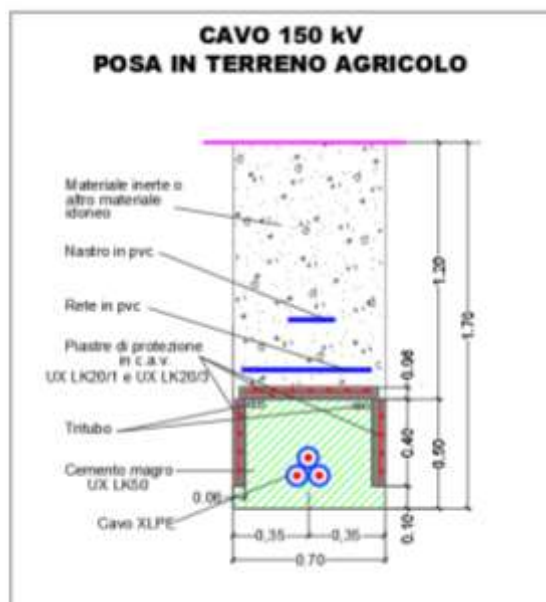 CAVO 150 kV
POSA IN TERRENO AGRICOLO
Materiale inerte o
altro materiale
idoneo
Nastro in pvc
Rete in pvc
Piastre di protezione
in c.a.v.
UX LK20/1 e UX LK20/3
Tritubo
Cemento magro
UX LK50
0.06
Cavo XLPE
1.20
1.70
0.06
0.40
0.50
0.10
0,35
0,35
0.70